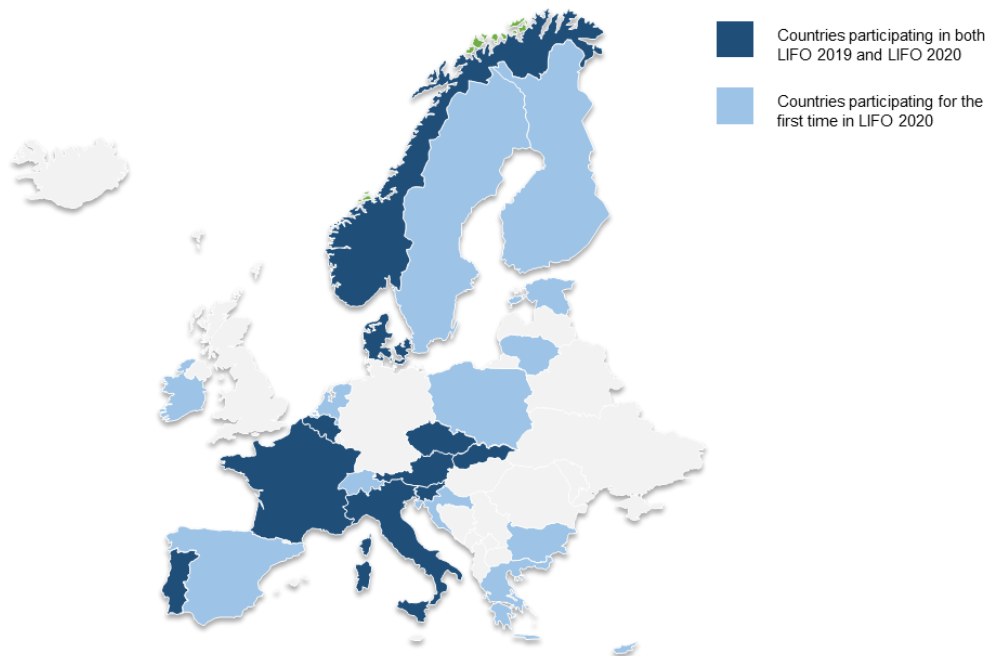 Countries participating in both
LIFO 2019 and LIFO 2020
Countries participating for the
first time in LIFO 2020